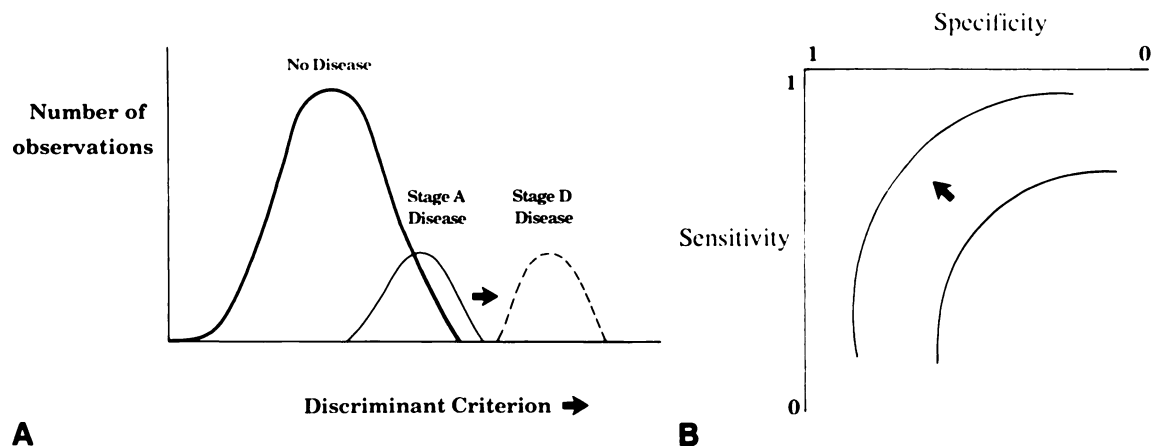 No Disease
Number of
observations
Stage A
Disease
Stage D
Disease
Discriminant Criterion
A
Specificity
1 0
1
Sensitivity
0
B